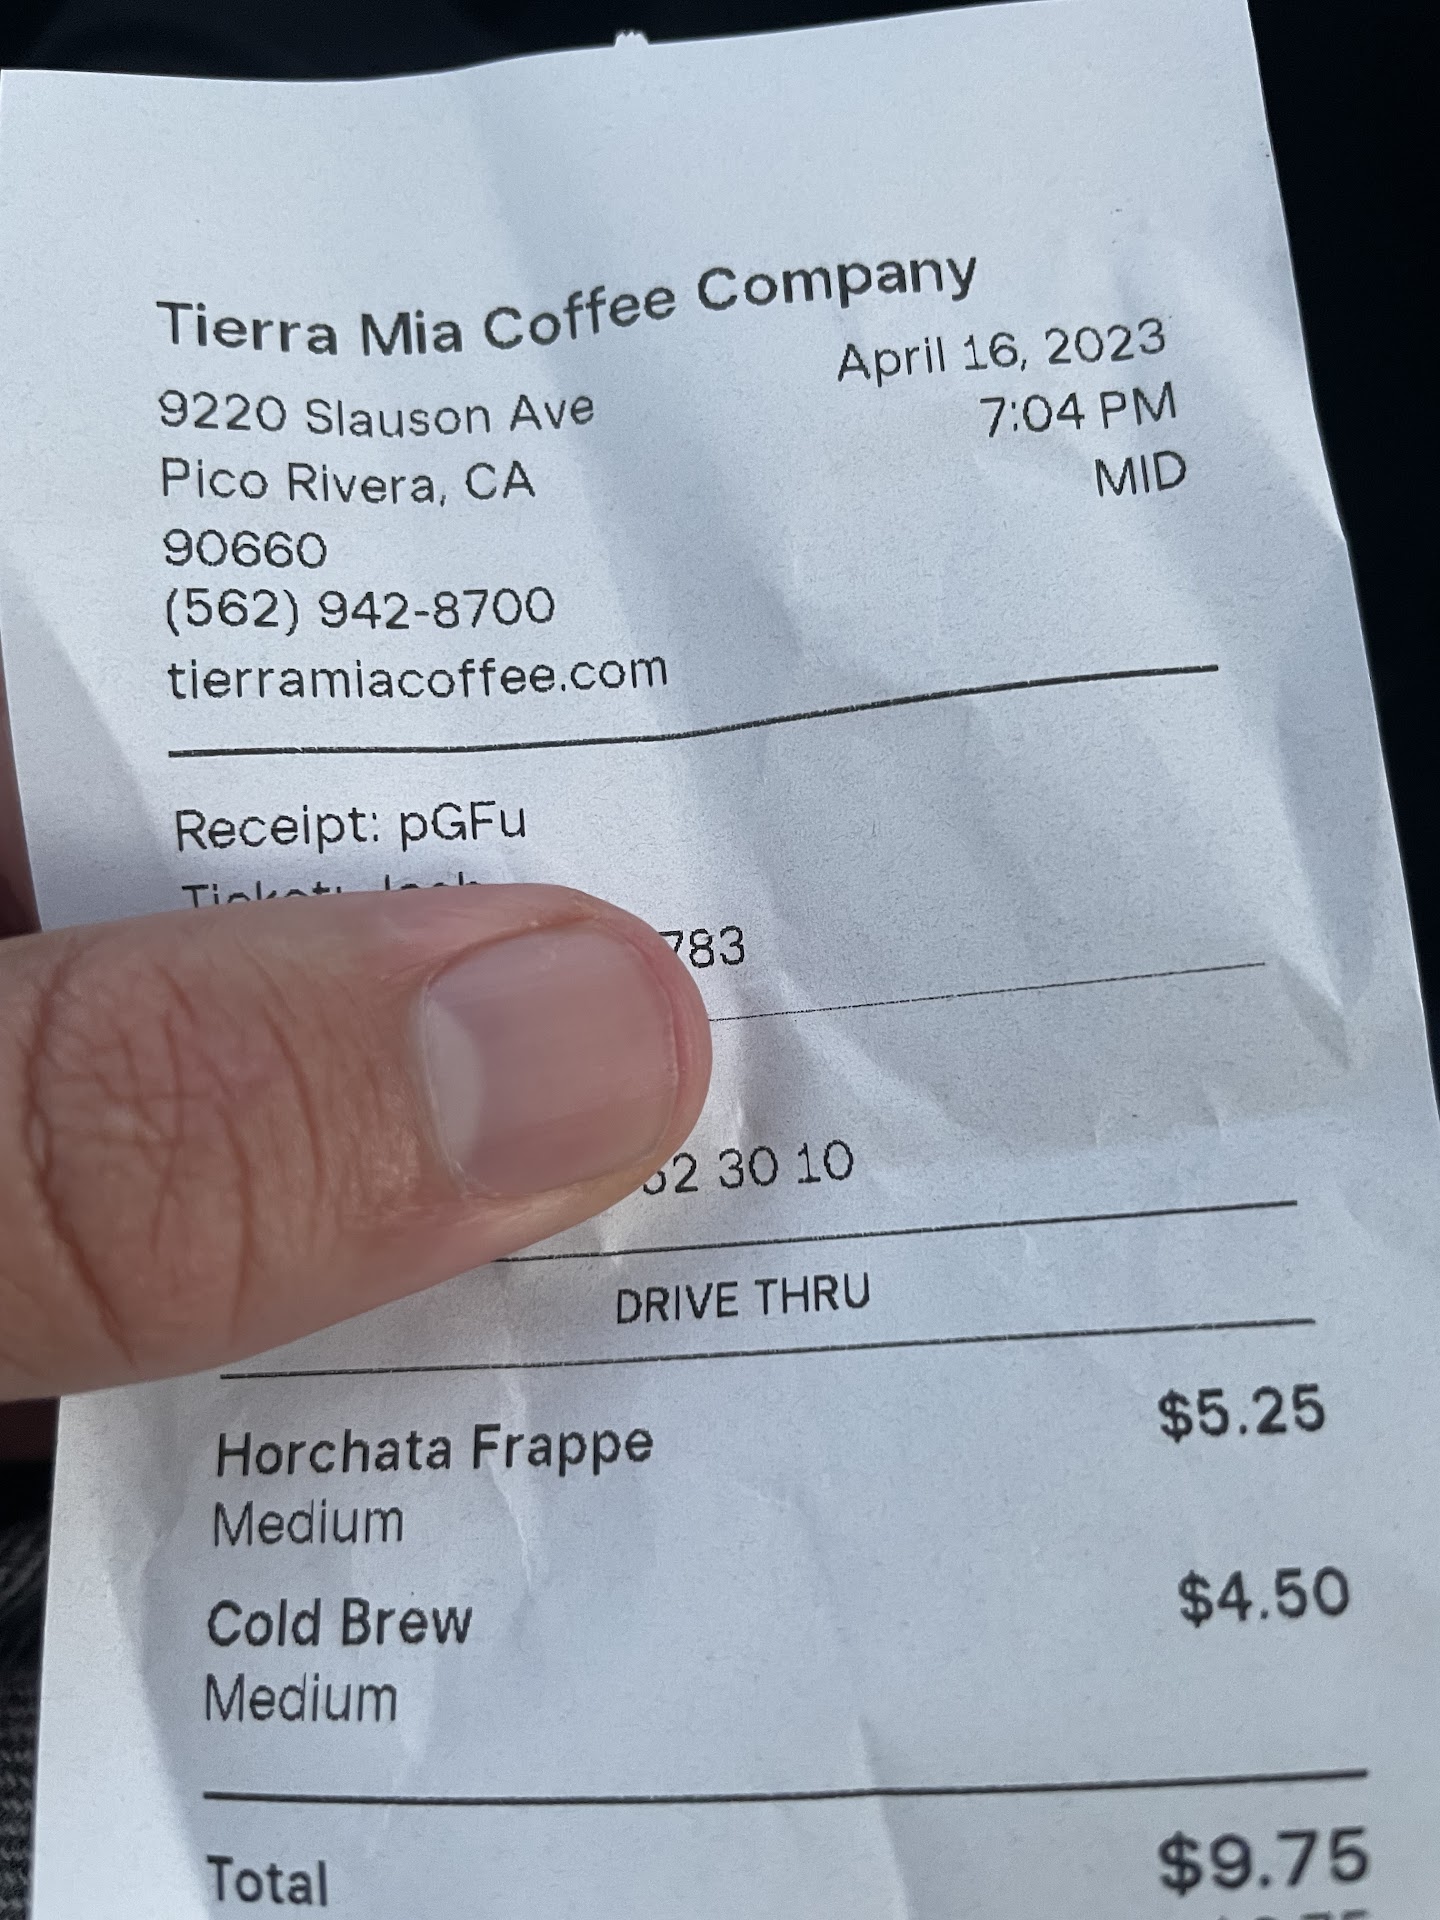 Tierra Mia Coffee Company
9220 Slauson Ave
Pico Rivera, CA
90660
(562) 942-8700
tierramiacoffee.com
April 16, 2023
7:04 PM
MID
Receipt: pGFu
Ticket:
783
30 10
DRIVE THRU
Horchata Frappe $5.25
Medium
Cold Brew $4.50
Medium
Total $9.75